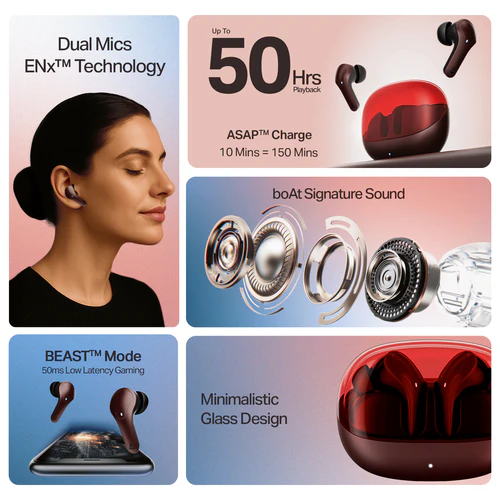 Dual Mics
ENx™ Technology
Up To
50 Hrs
Playback
ASAP™ Charge
10 Mins = 150 Mins
boAt Signature Sound
BEAST™ Mode
50ms Low Latency Gaming
Minimalistic
Glass Design